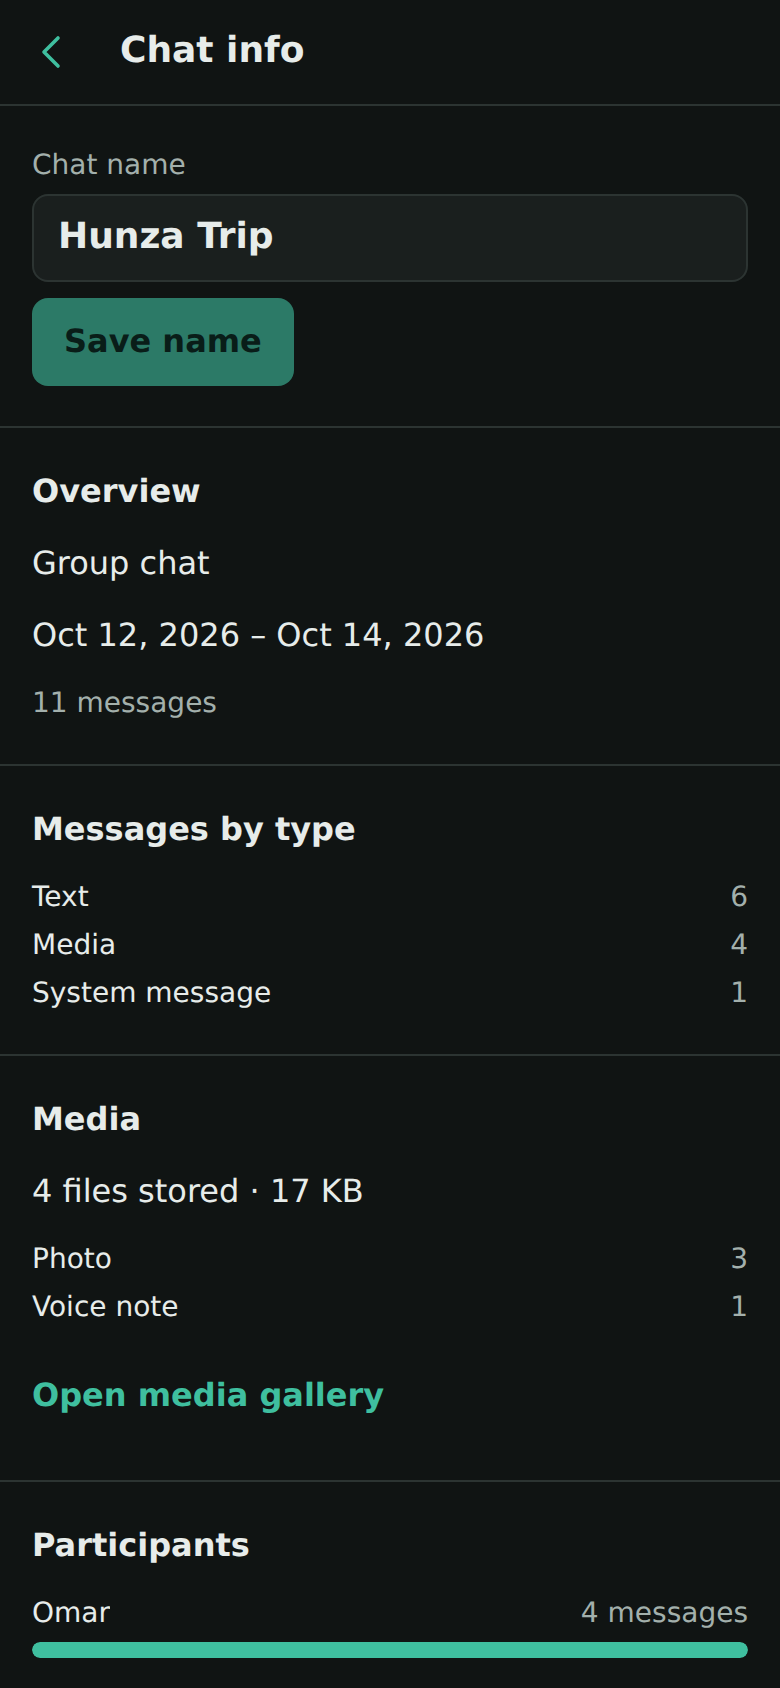 Chat info
Chat name
Hunza Trip
Save name
Overview
Group chat
Oct 12, 2026 – Oct 14, 2026
11 messages
Messages by type
Text 6
Media 4
System message 1
Media
4 files stored · 17 KB
Photo 3
Voice note 1
Open media gallery
Participants
Omar 4 messages